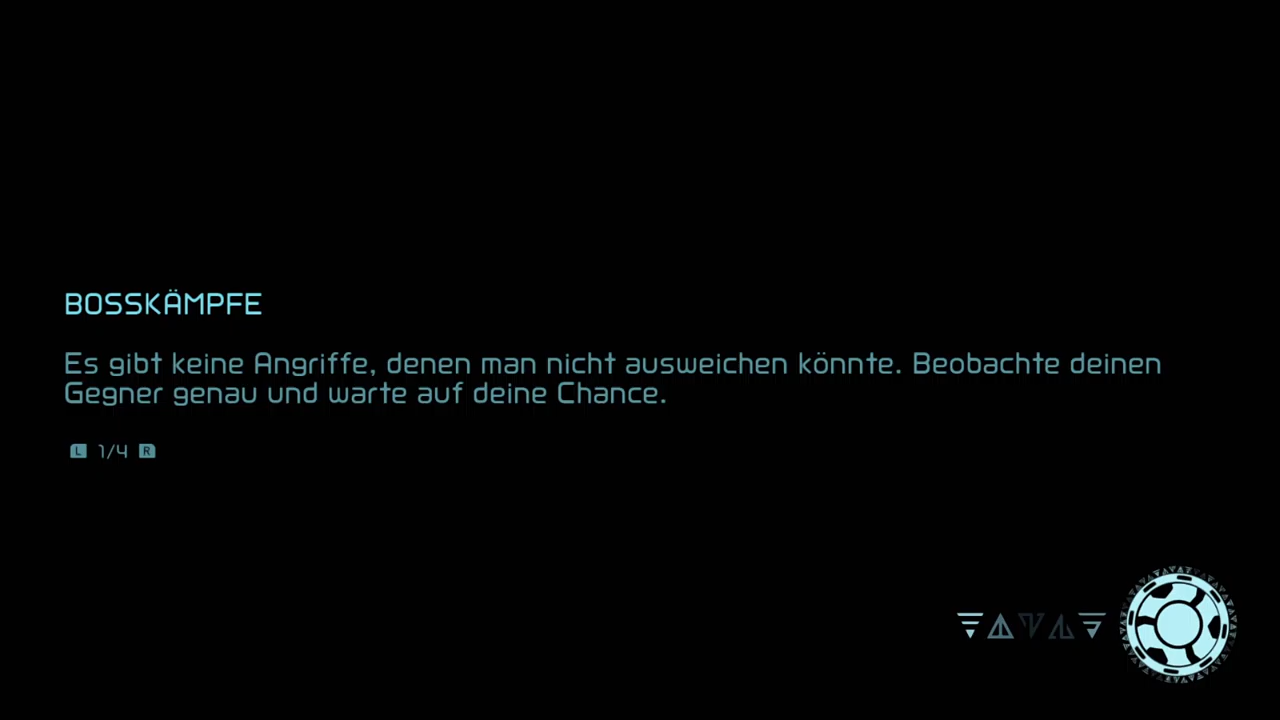 BOSSKÄMPFE
Es gibt keine Angriffe, denen man nicht ausweichen könnte. Beobachte deinen
Gegner genau und warte auf deine Chance.
L 1/4 R